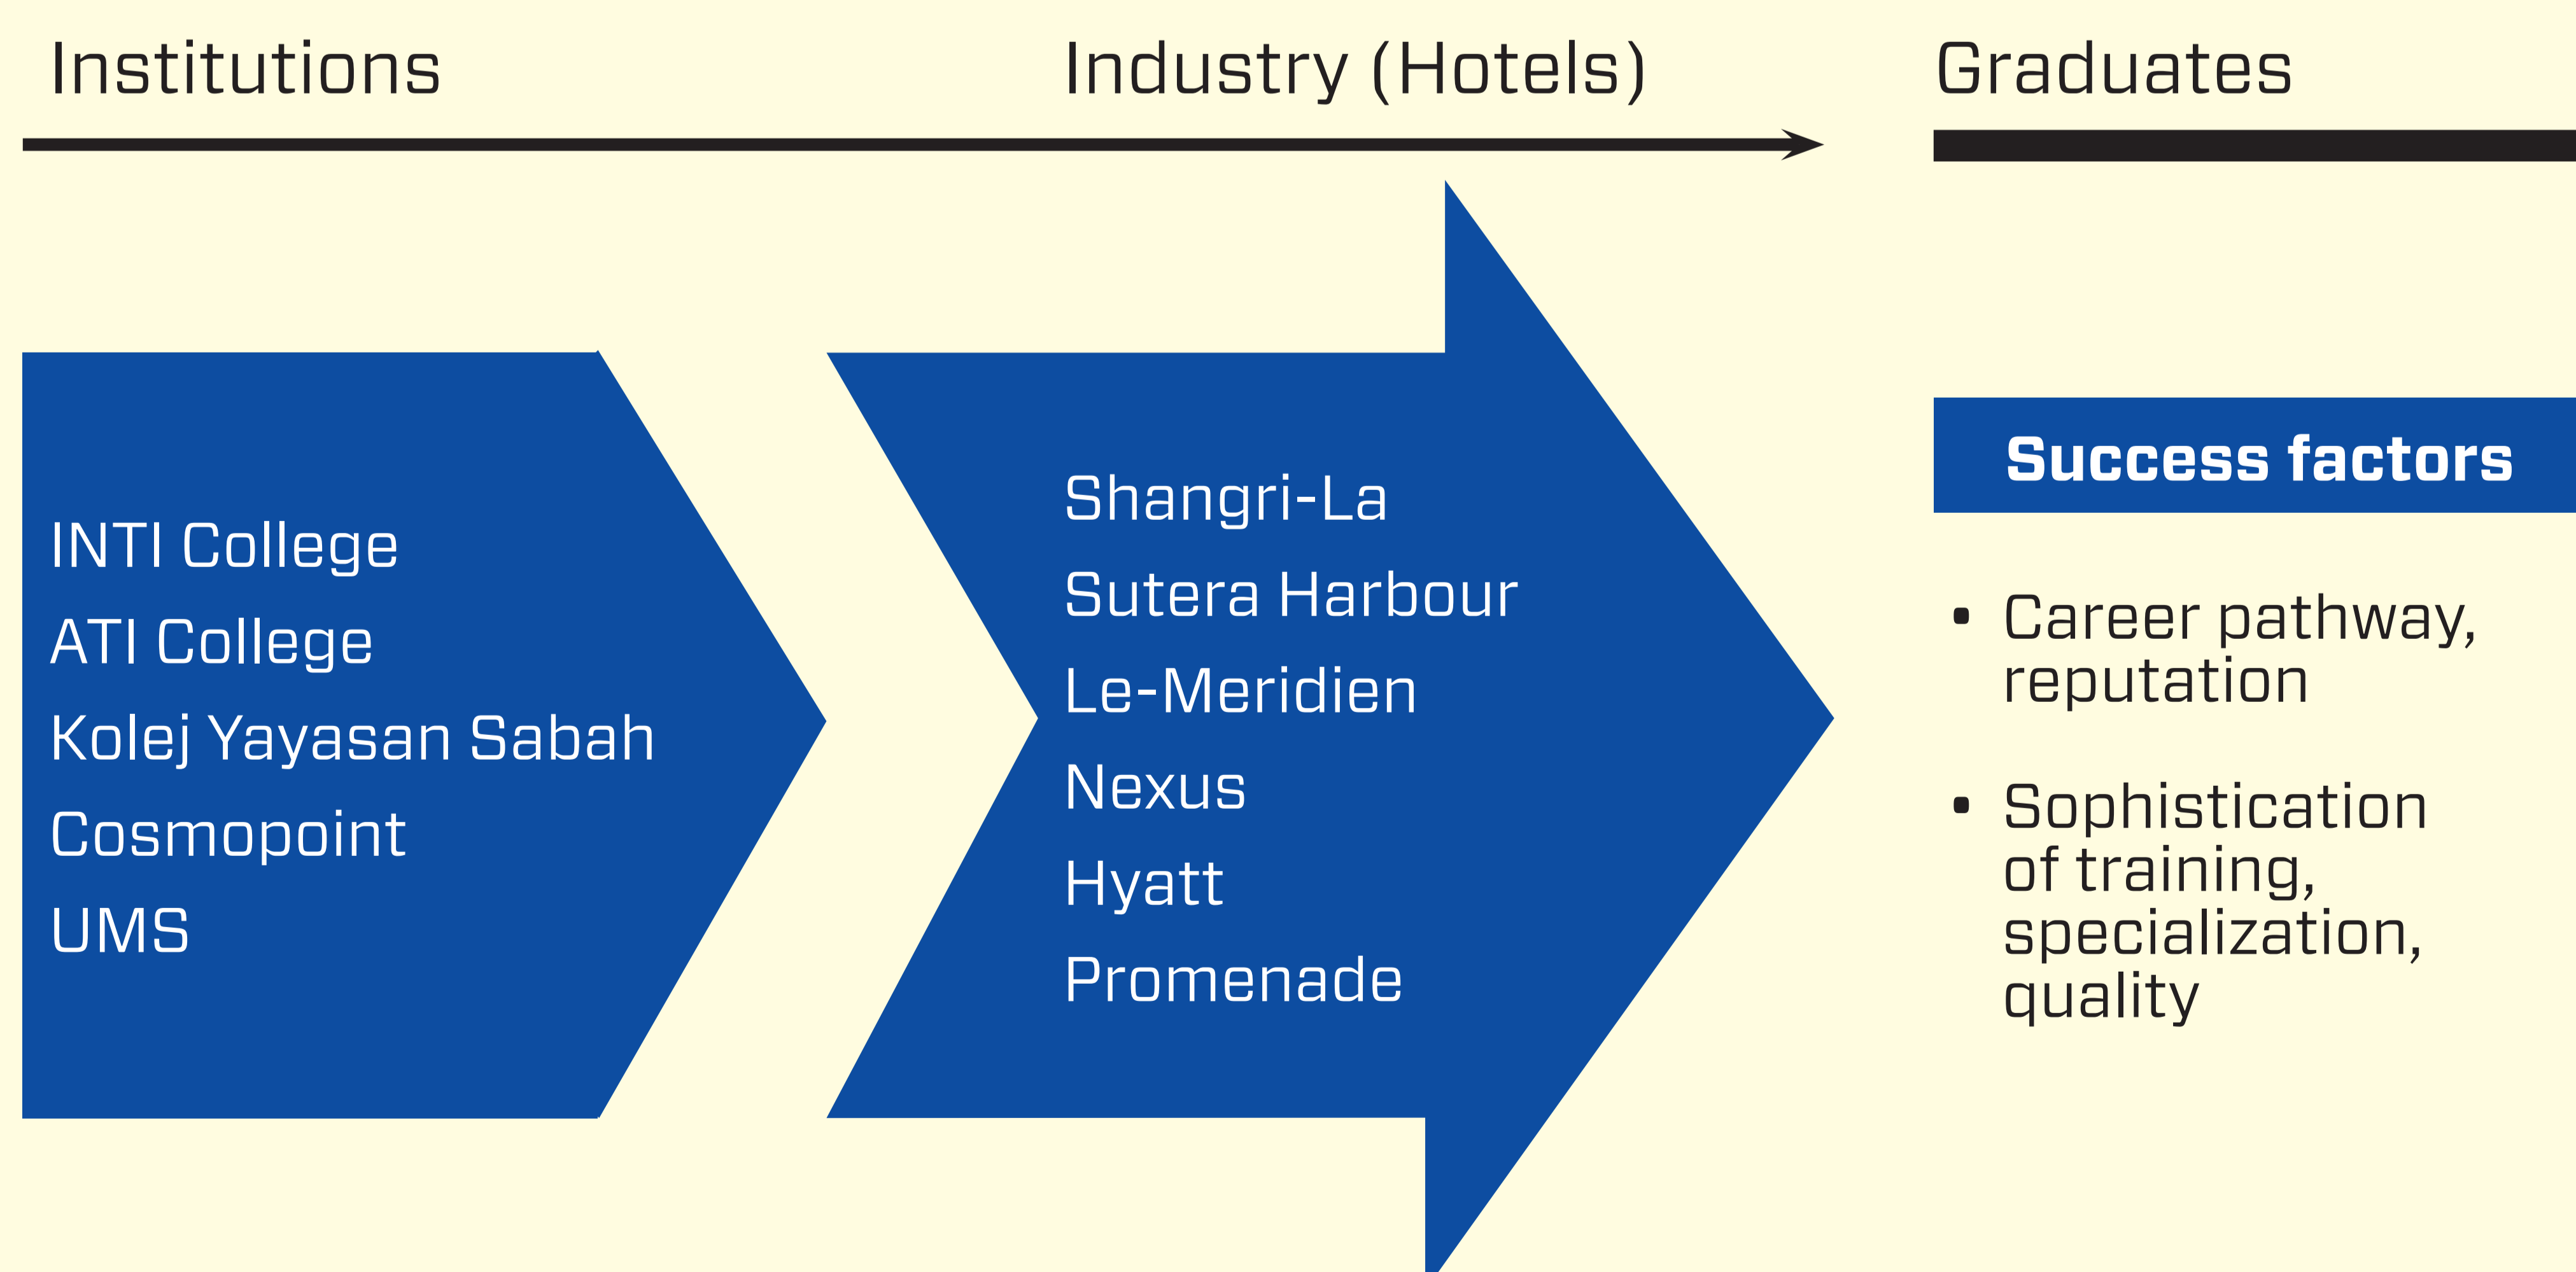 Institutions
Industry (Hotels)
Graduates
INTI College
ATI College
Kolej Yayasan Sabah
Cosmopoint
UMS
Shangri-La
Sutera Harbour
Le-Meridien
Nexus
Hyatt
Promenade
Success factors
• Career pathway,
reputation
• Sophistication
of training,
specialization,
quality